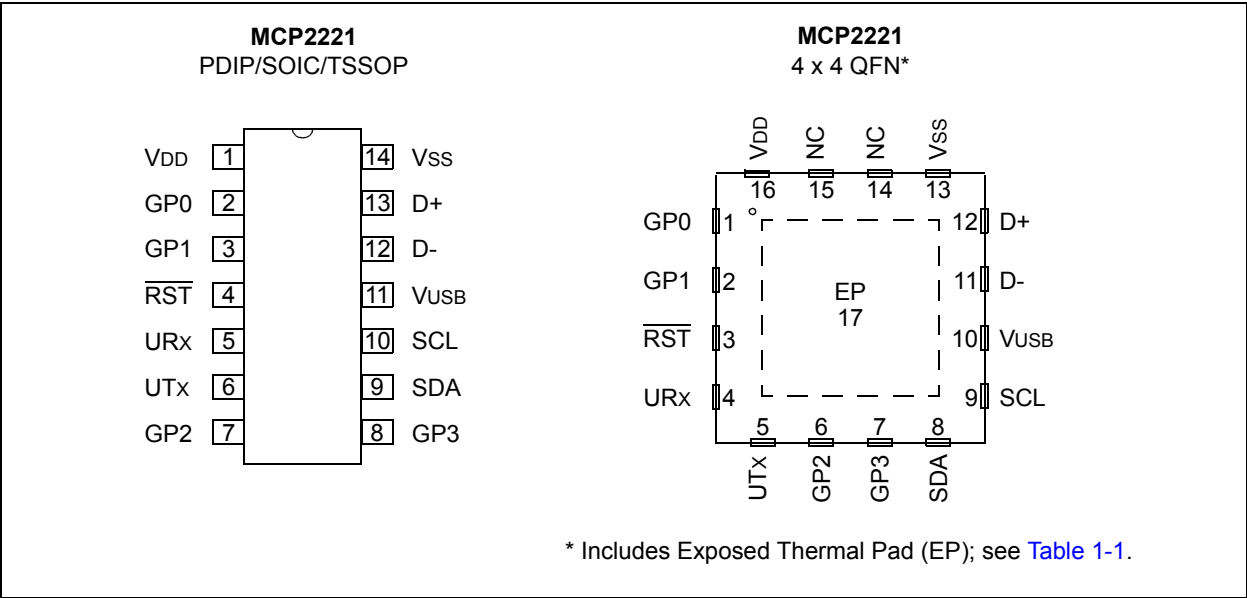 MCP2221
PDIP/SOIC/TSSOP
VDD 1 14 VSS
GP0 2 13 D+
GP1 3 12 D-
RST 4 11 VUSB
URx 5 10 SCL
UTx 6 9 SDA
GP2 7 8 GP3
MCP2221
4 x 4 QFN*
VDD NC NC VSS
16 15 14 13
GP0 1 12 D+
GP1 2 11 D-
EP
17
RST 3 10 VUSB
URx 4 9 SCL
5 6 7 8
UTx GP2 GP3 SDA
* Includes Exposed Thermal Pad (EP); see Table 1-1.